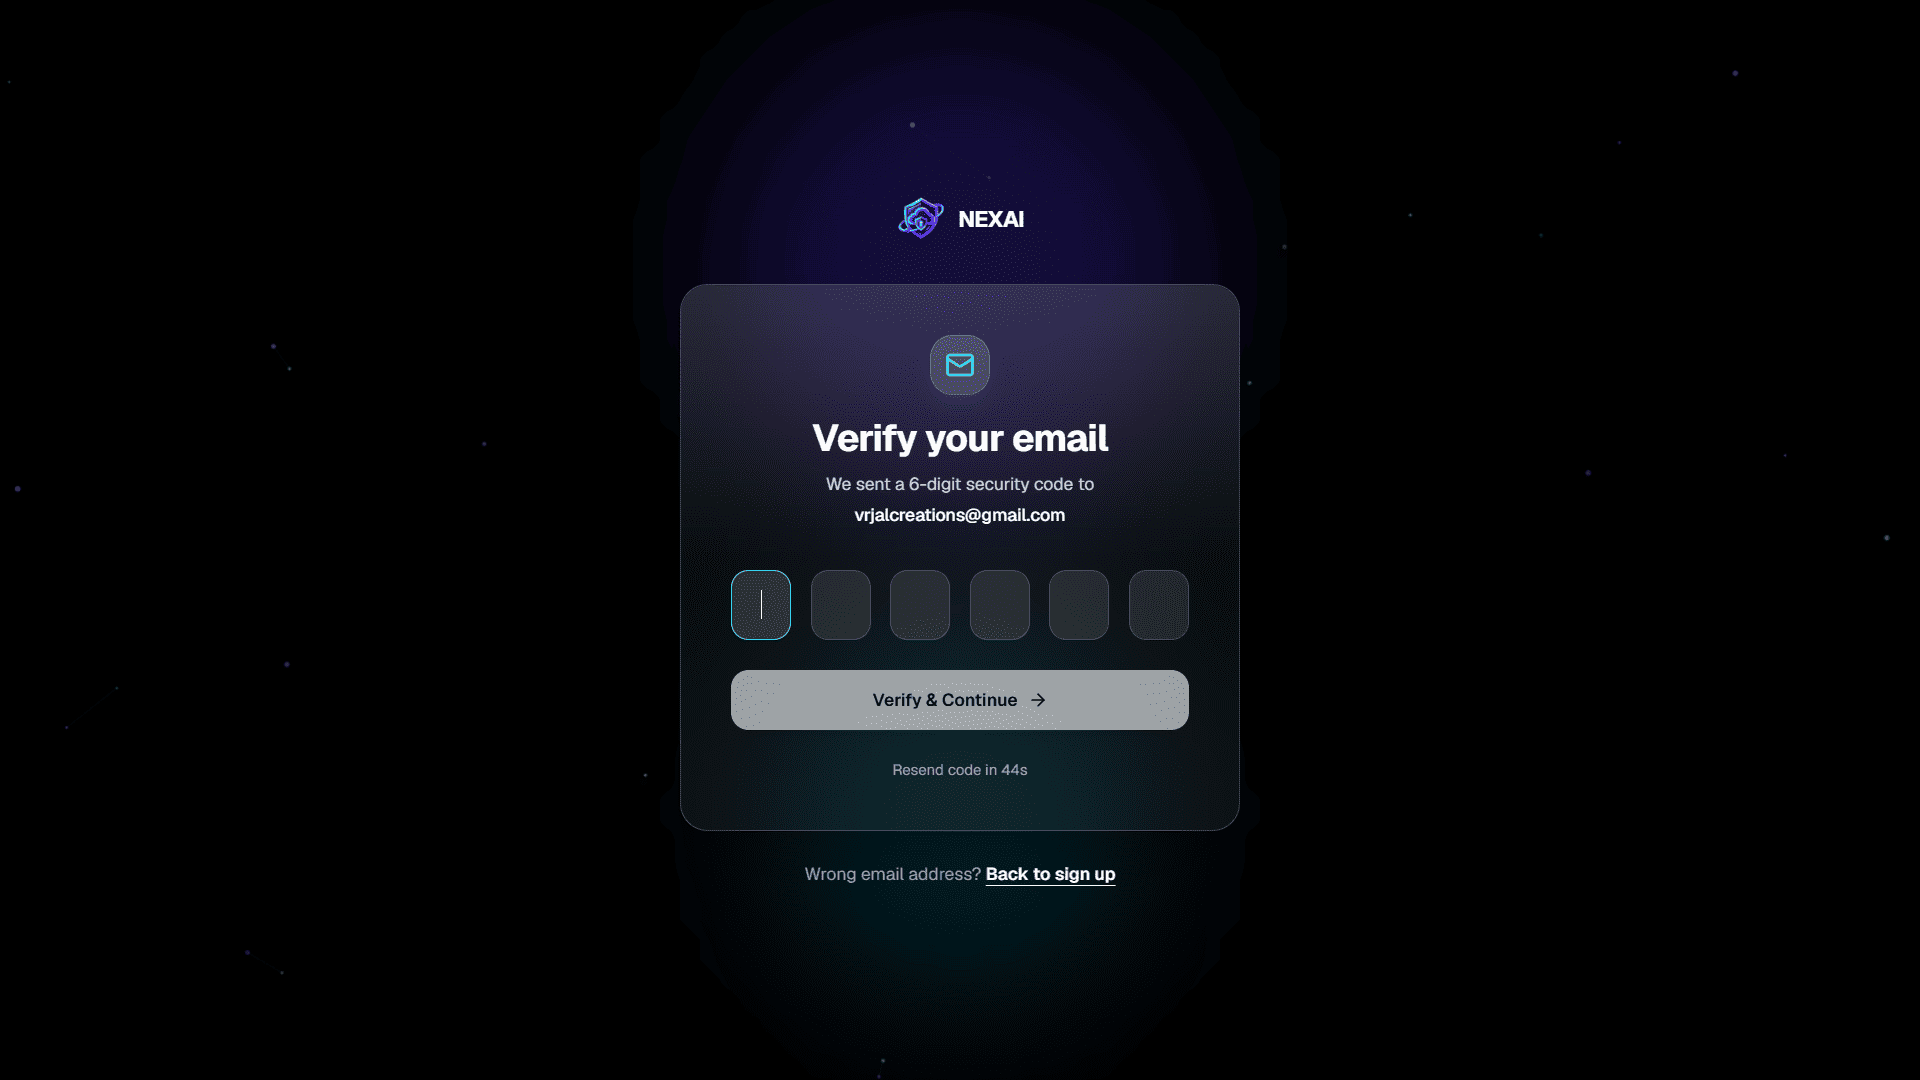 NEXAI
Verify your email
We sent a 6-digit security code to
vrjalcreations@gmail.com
Verify & Continue →
Resend code in 44s
Wrong email address? Back to sign up